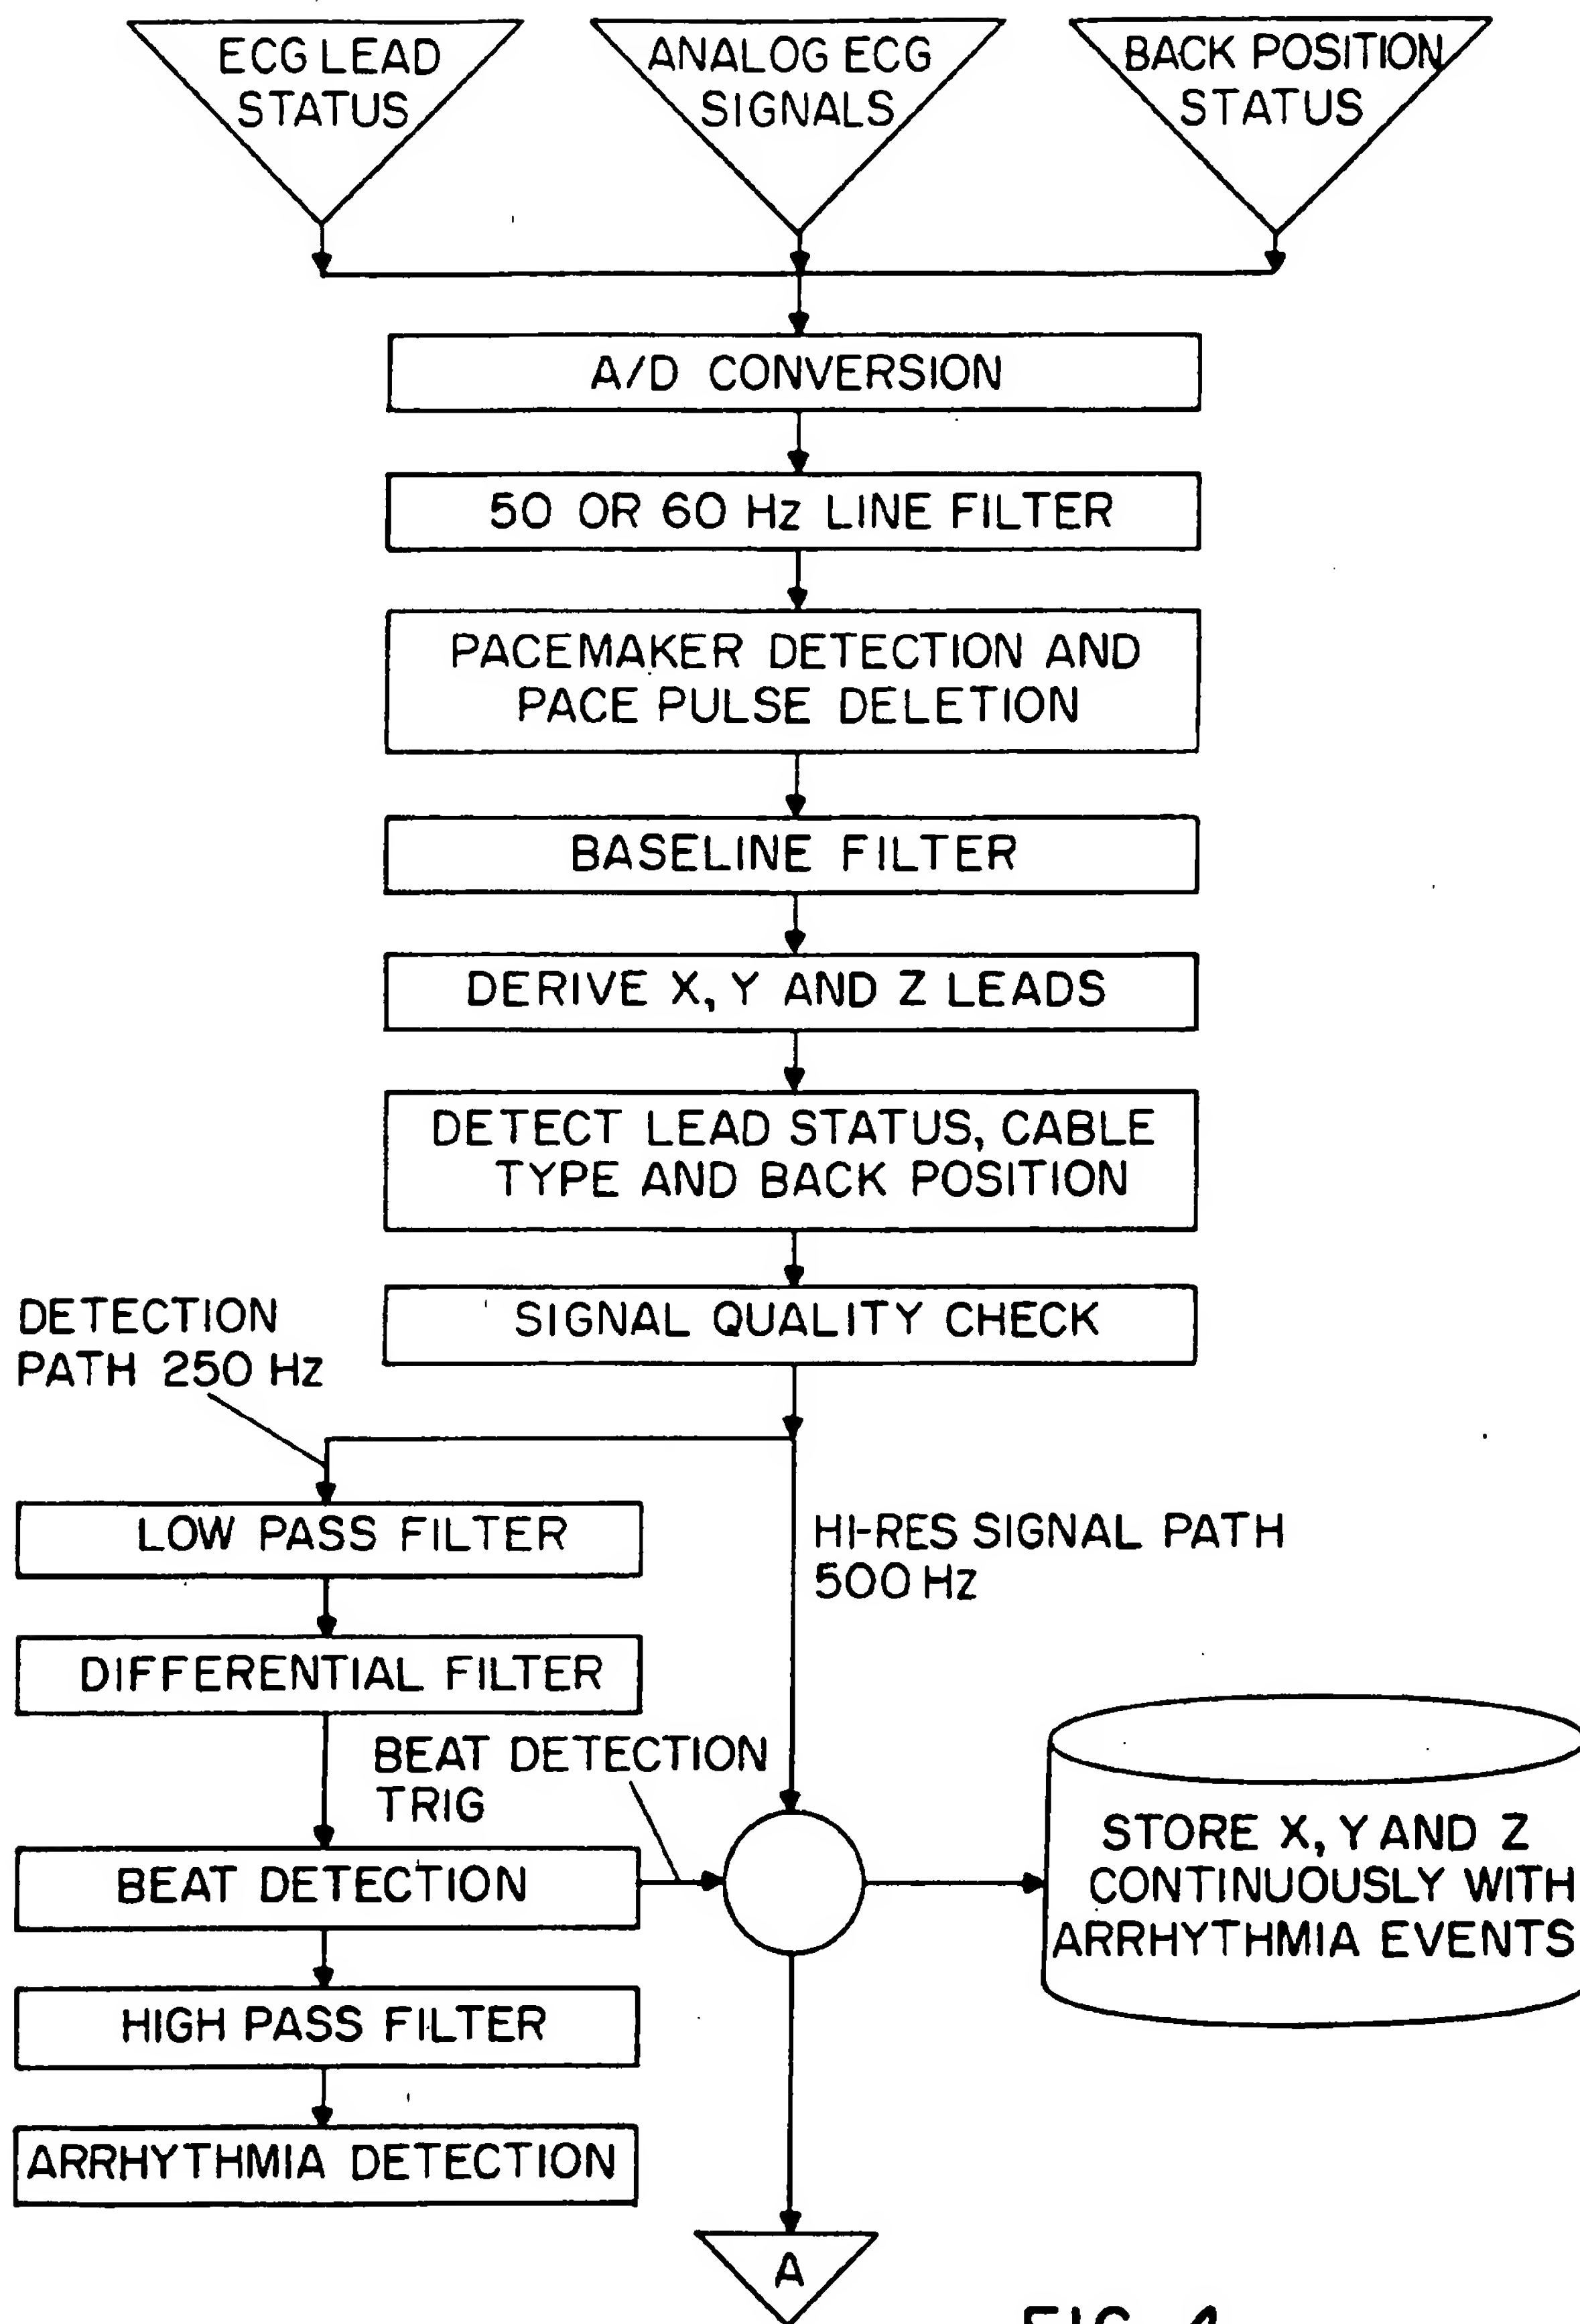 ECG LEAD
STATUS
ANALOG ECG
SIGNALS
BACK POSITION
STATUS
A/D CONVERSION
50 OR 60 Hz LINE FILTER
PACEMAKER DETECTION AND
PACE PULSE DELETION
BASELINE FILTER
DERIVE X, Y AND Z LEADS
DETECT LEAD STATUS, CABLE
TYPE AND BACK POSITION
SIGNAL QUALITY CHECK
DETECTION
PATH 250 Hz
LOW PASS FILTER
HI-RES SIGNAL PATH
500 Hz
DIFFERENTIAL FILTER
BEAT DETECTION
TRIG
BEAT DETECTION
STORE X, Y AND Z
CONTINUOUSLY WITH
ARRHYTHMIA EVENTS
HIGH PASS FILTER
ARRHYTHMIA DETECTION
A